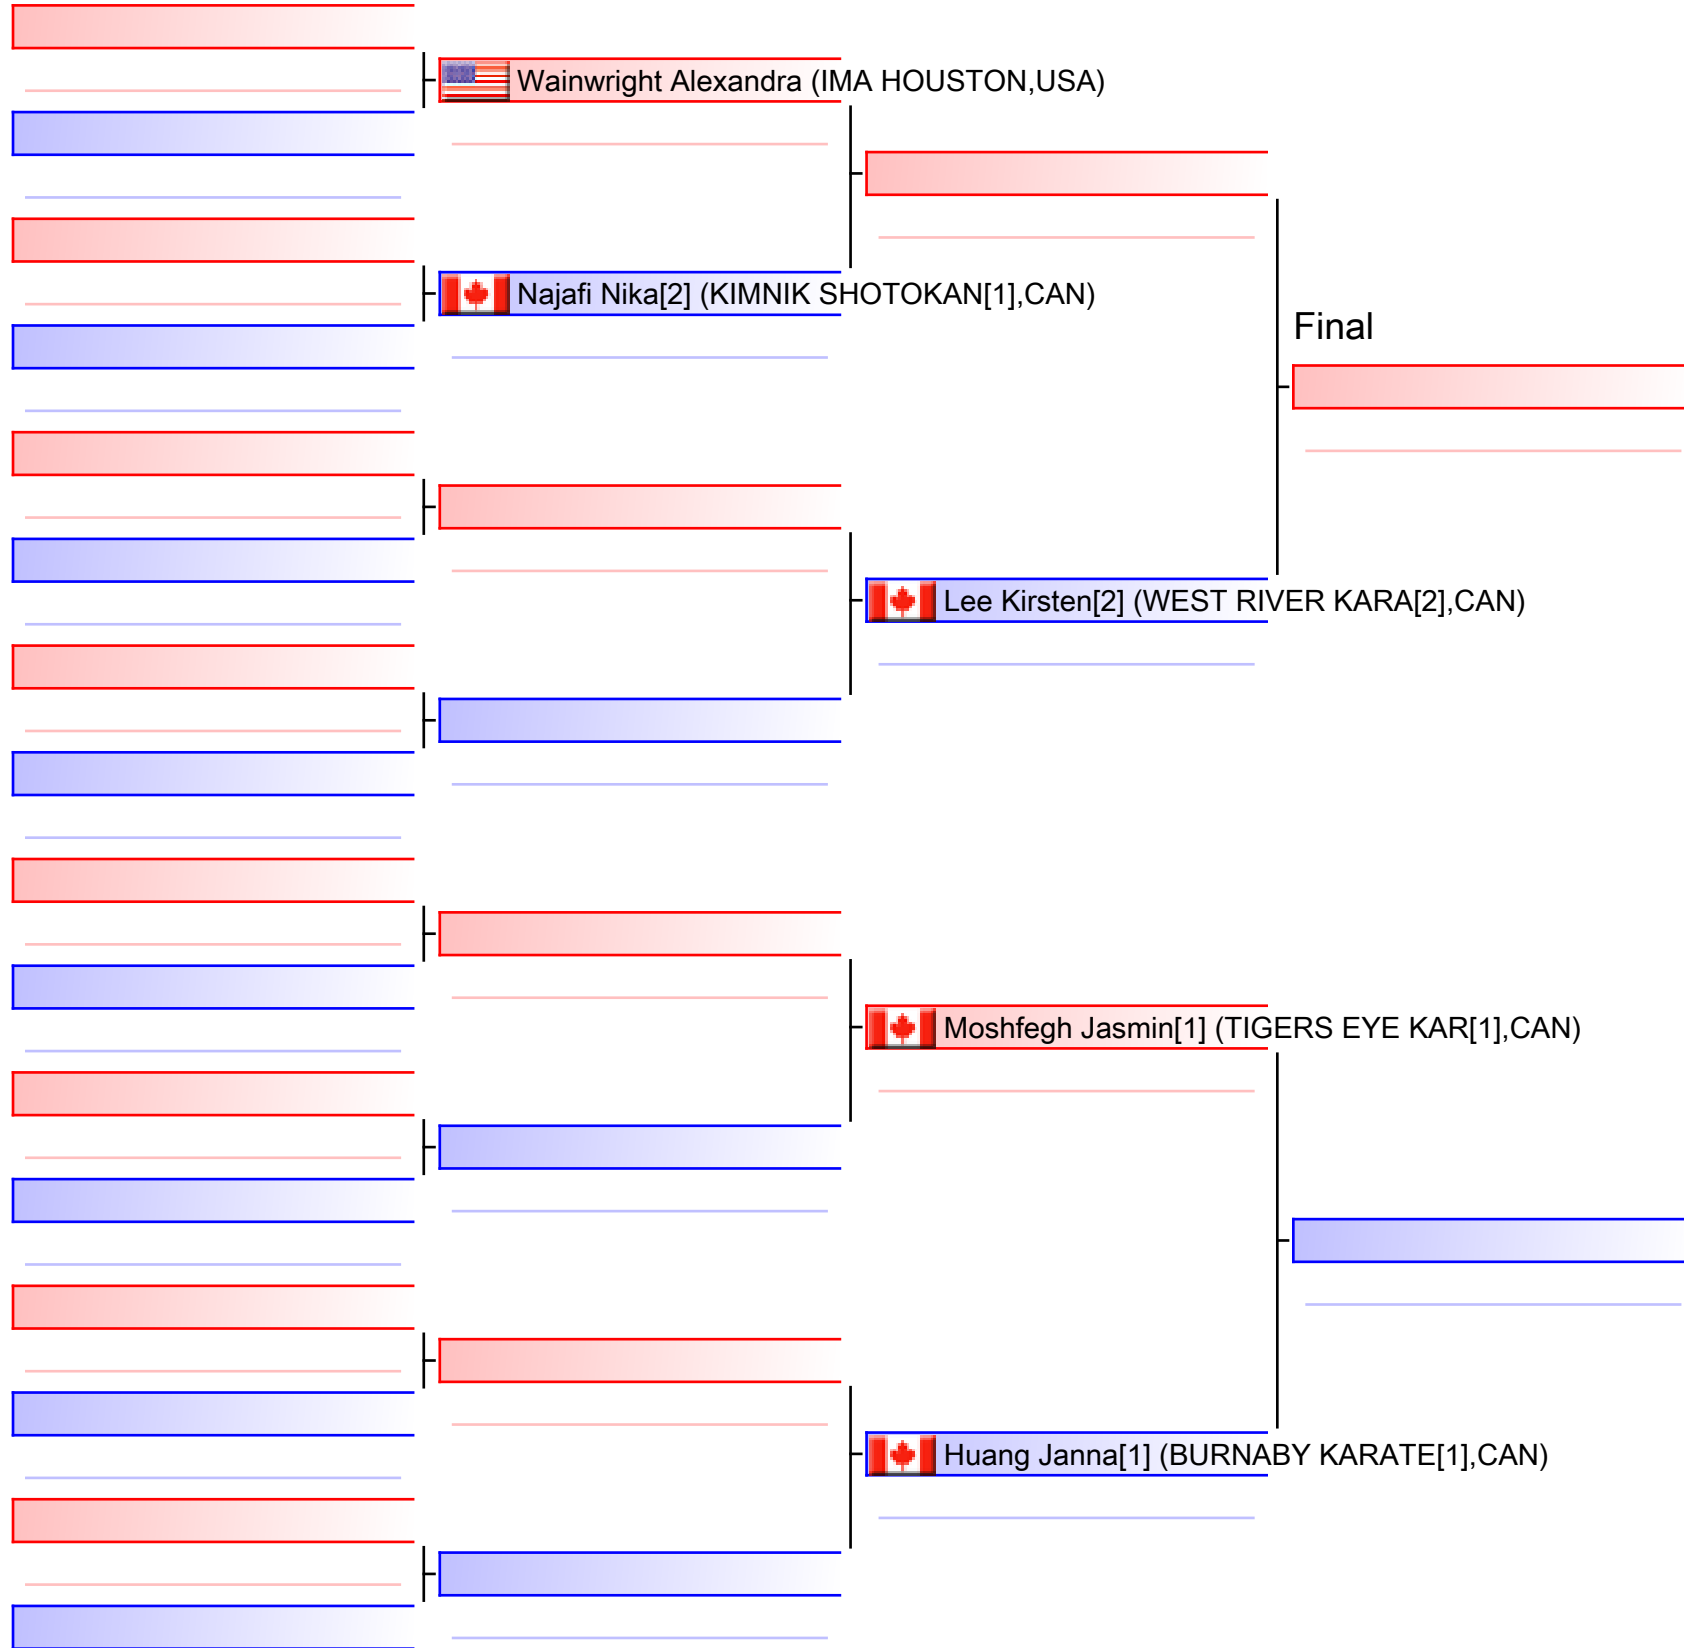 Wainwright Alexandra (IMA HOUSTON,USA)
Najafi Nika[2] (KIMNIK SHOTOKAN[1],CAN)
Final
Lee Kirsten[2] (WEST RIVER KARA[2],CAN)
Moshfegh Jasmin[1] (TIGERS EYE KAR[1],CAN)
Huang Janna[1] (BURNABY KARATE[1],CAN)